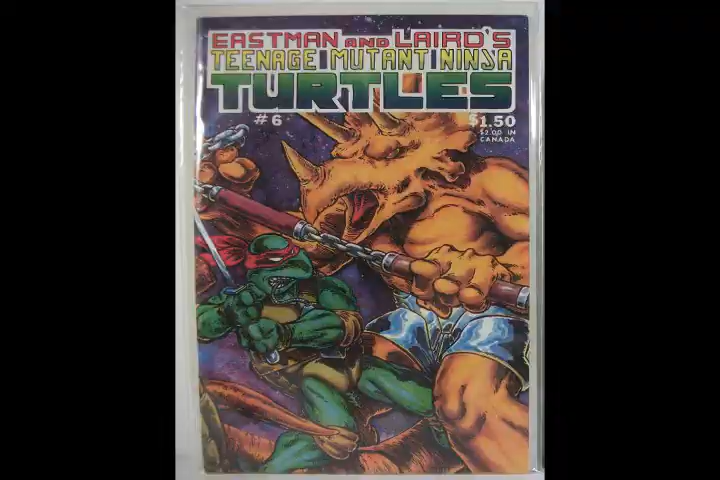 EASTMAN AND LAIRD'S
TEENAGE MUTANT NINJA
TURTLES
#6
$1.50
$2.00 IN
CANADA